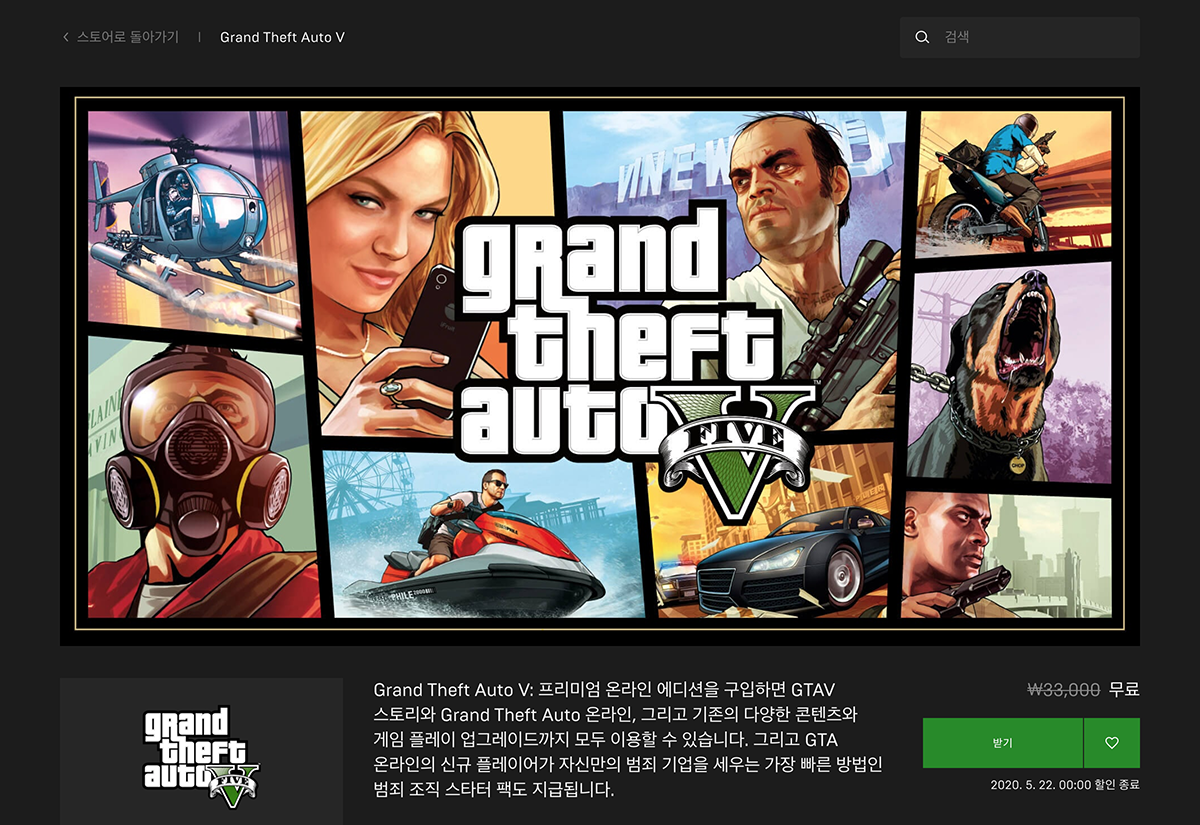 스토어로 돌아가기 | Grand Theft Auto V
검색
VINEW
grand
theft
auto V
FIVE
TM
CHOP
Grand Theft Auto V: 프리미엄 온라인 에디션을 구입하면 GTAV
스토리와 Grand Theft Auto 온라인, 그리고 기존의 다양한 콘텐츠와
게임 플레이 업그레이드까지 모두 이용할 수 있습니다. 그리고 GTA
온라인의 신규 플레이어가 자신만의 범죄 기업을 세우는 가장 빠른 방법인
범죄 조직 스타터 팩도 지급됩니다.
₩33,000 무료
받기
2020. 5. 22. 00:00 할인 종료
grand
theft
auto V
FIVE